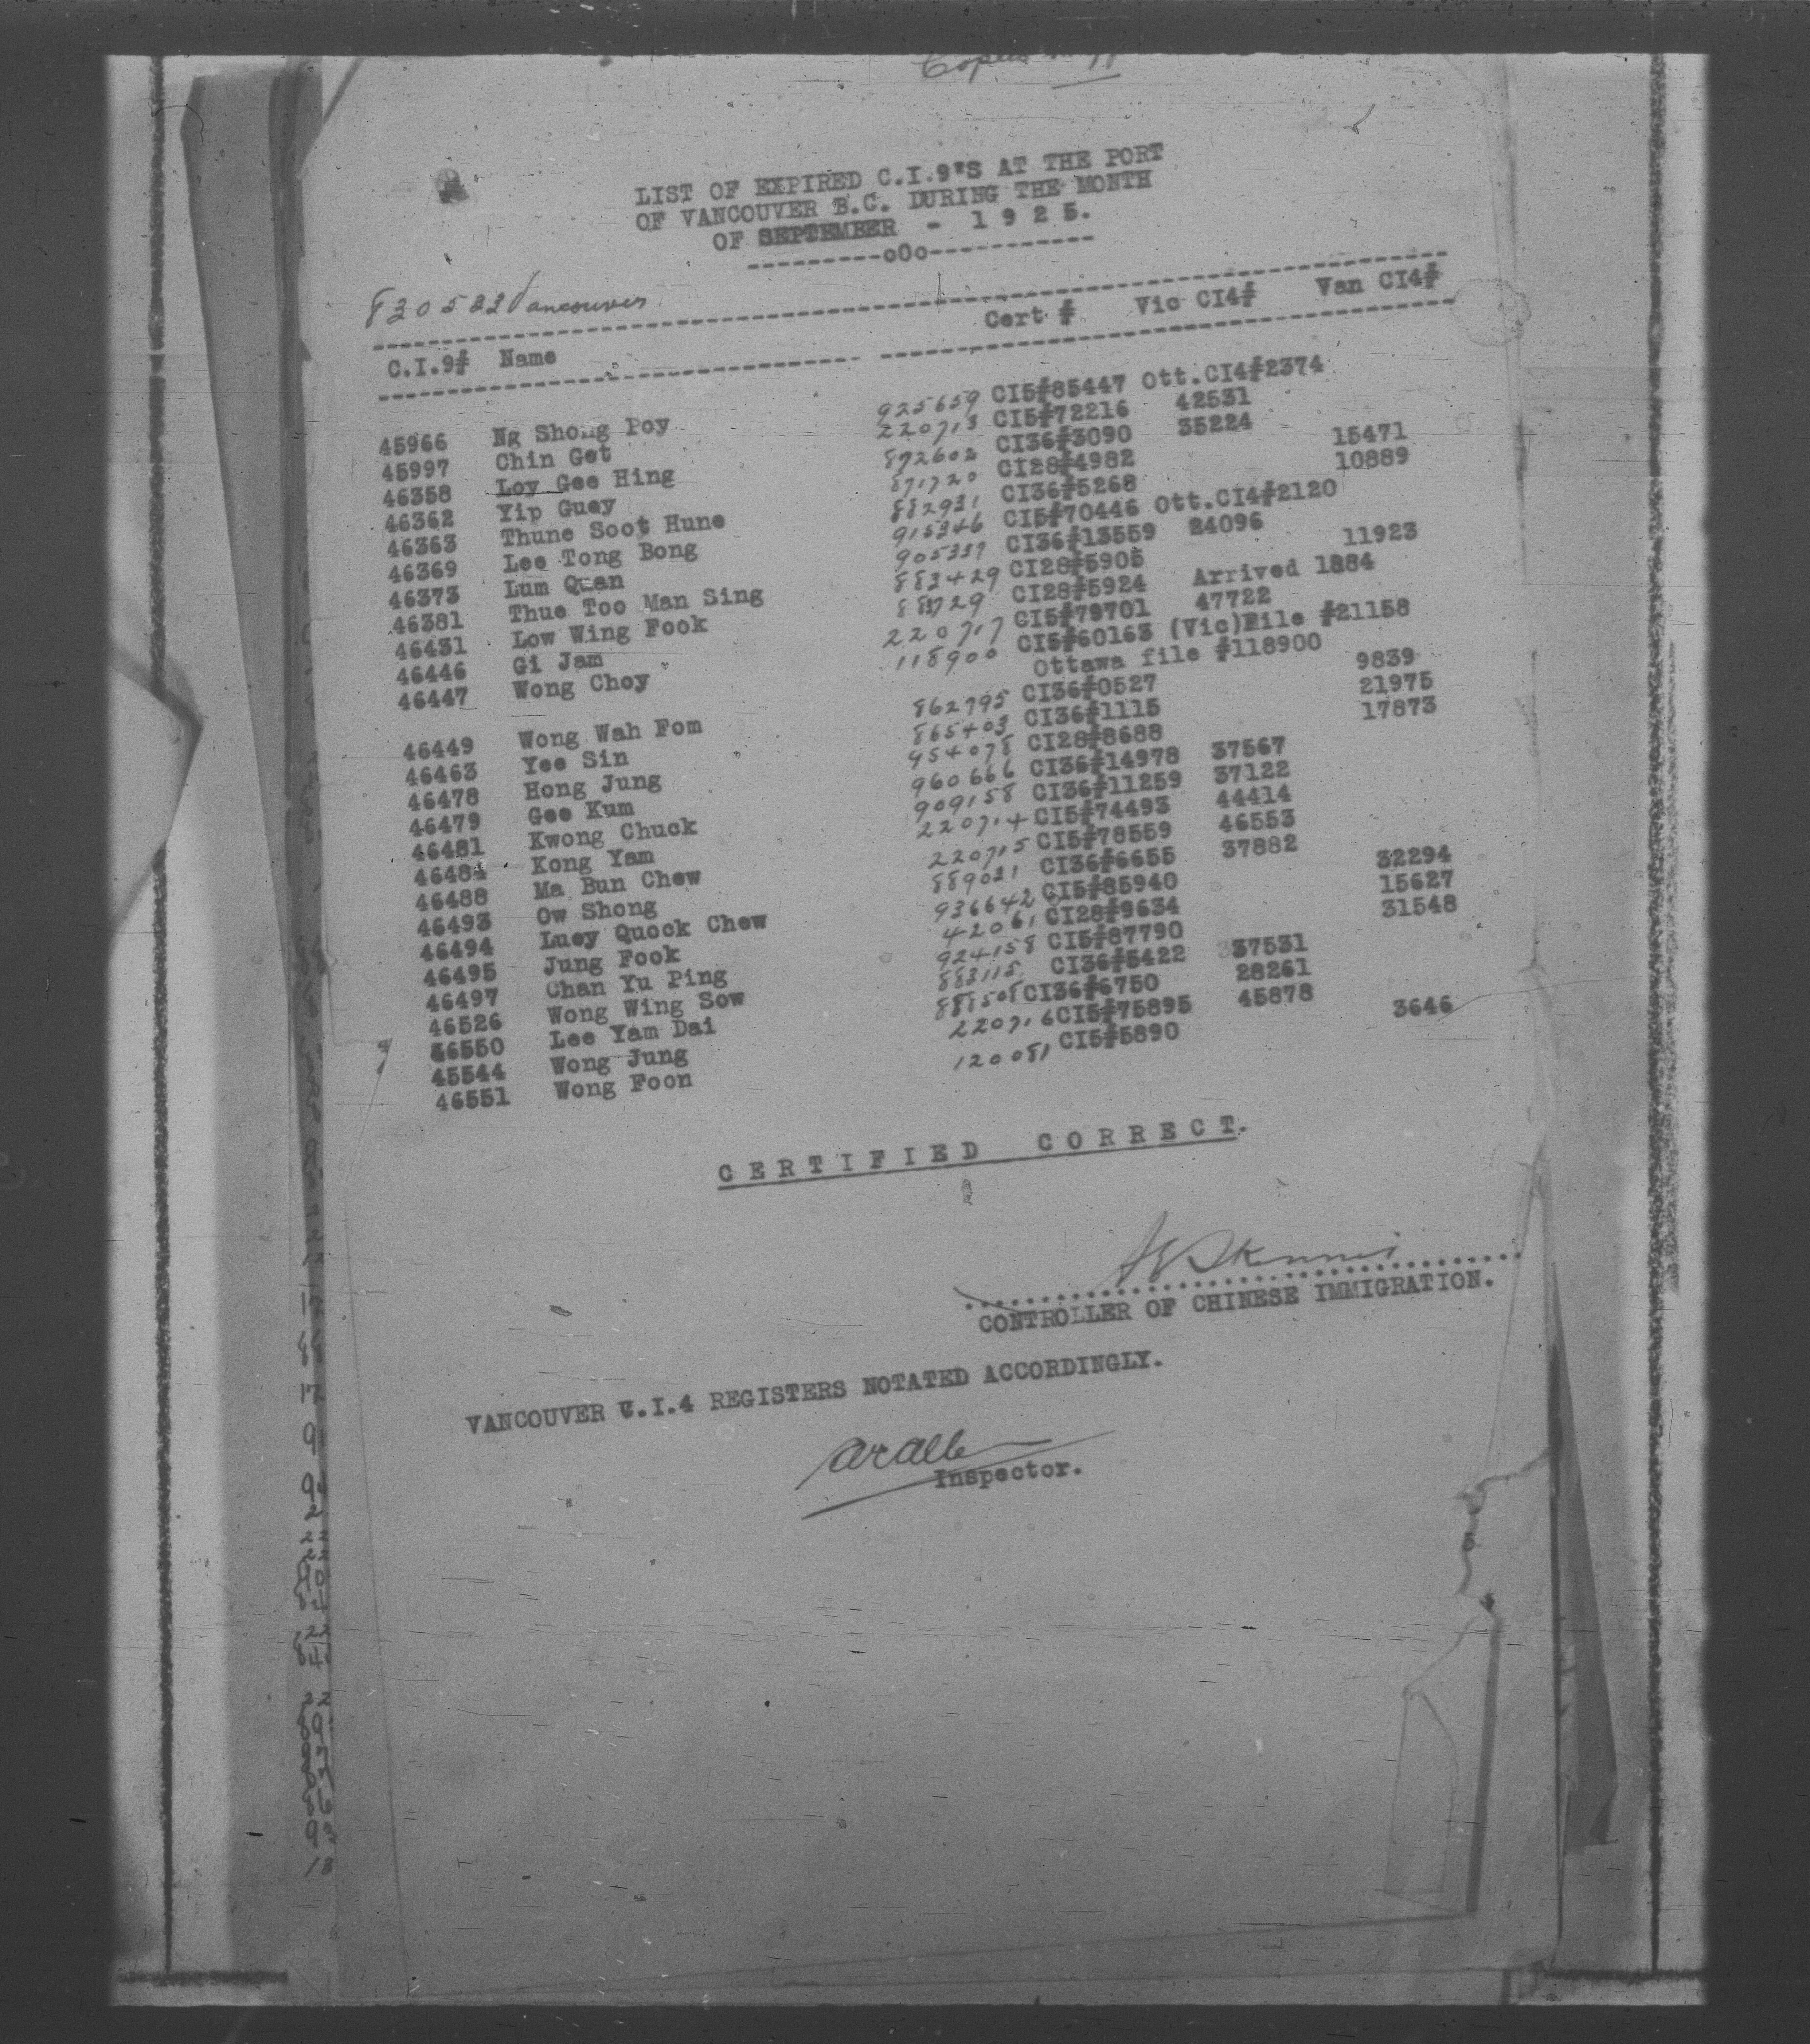 LIST OF EXPIRED C.I.9"S AT THE PORT
OF VANCOUVER B.C. DURING THE MONTH
OF SEPTEMBER - 1 9 2 5.
---------oOo-----------
830522 Vancouver
C.I.9# Name Cert # Vic CI4# Van CI4#
45966 Ng Shong Poy 925659 CI5#85447 Ott.CI4#2374
45997 Chin Get 220713 CI5#72216 42531
46358 Loy Gee Hing 892602 CI36#3090 35224
46362 Yip Guey 871720 CI28#4982 15471
46363 Thune Soot Hune 882931 CI36#5268 10889
46369 Lee Tong Bong 915346 CI5#70446 Ott.CI4#2120
46373 Lum Quan 905339 CI36#13559 24096
46381 Thue Too Man Sing 883429 CI28#5905 11923
46431 Low Wing Fook CI28#5924 Arrived 1884
46446 Gi Jam 220717 CI5#79701 47722
46447 Wong Choy 118900 CI5#60163 (Vic)File #21158
Ottawa file #118900
46449 Wong Wah Fom 862795 CI36#0527 9839
46463 Yee Sin 865403 CI36#1115 21975
46478 Hong Jung 954078 CI28#8688 17873
46479 Gee Kum 960666 CI36#14978 37567
46481 Kwong Chuck 909158 CI36#11259 37122
46484 Kong Yam 220714 CI5#74493 44414
46488 Ma Bun Chew 220715 CI5#78559 46553
46493 Ow Shong 889021 CI36#6655 37882
46494 Luey Quock Chew 936642 CI5#85940 32294
46495 Jung Fook 42061 CI28#9634 15627
46497 Chan Yu Ping 924158 CI5#87790 31548
46526 Wong Wing Sow 883115 CI36#5422 37531
46550 Lee Yam Dai 888508 CI36#6750 28261
45544 Wong Jung 220716 CI5#75895 45878
46551 Wong Foon 120081 CI5#5890 3646
C E R T I F I E D C O R R E C T.
CONTROLLER OF CHINESE IMMIGRATION.
VANCOUVER C.I.4 REGISTERS NOTATED ACCORDINGLY.
Inspector.